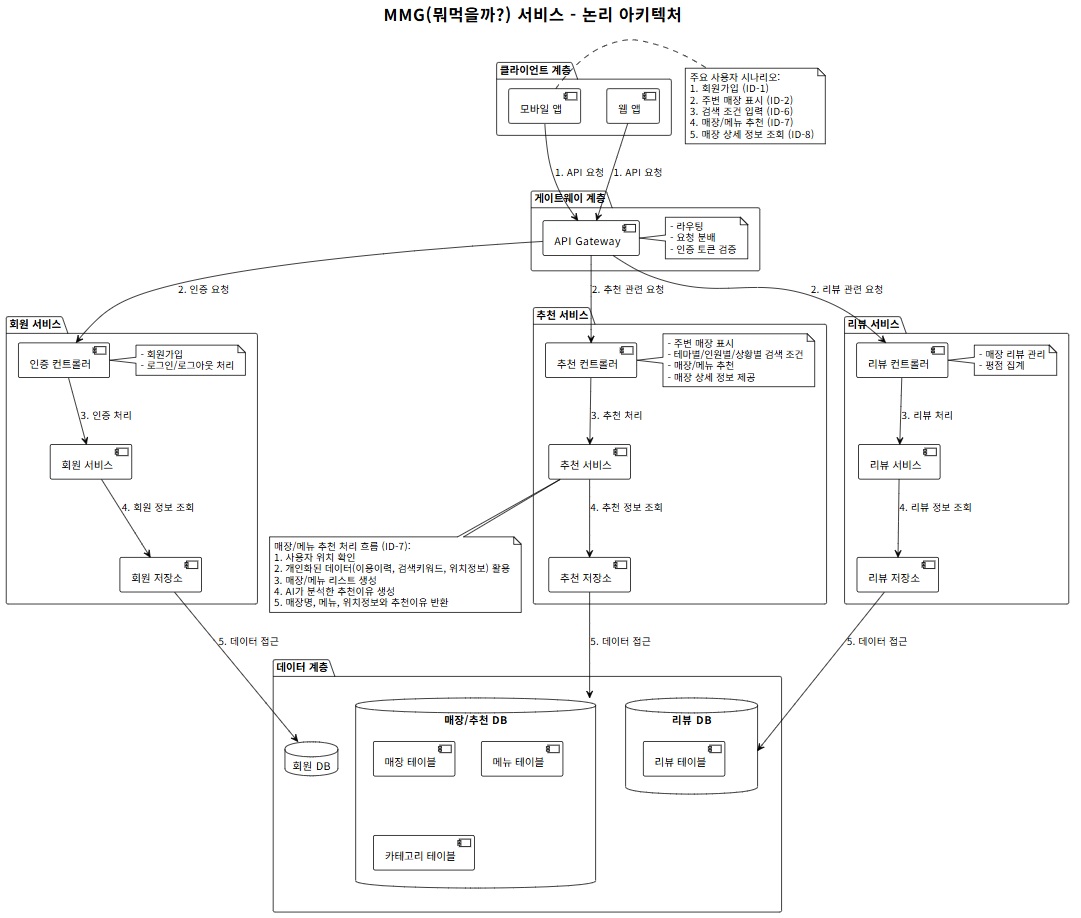 MMG(뭐먹을까?) 서비스 - 논리 아키텍처
클라이언트 계층
모바일 앱
웹 앱
주요 사용자 시나리오:
1. 회원가입 (ID-1)
2. 주변 매장 표시 (ID-2)
3. 검색 조건 입력 (ID-6)
4. 매장/메뉴 추천 (ID-7)
5. 매장 상세 정보 조회 (ID-8)
1. API 요청
1. API 요청
게이트웨이 계층
API Gateway
- 라우팅
- 요청 분배
- 인증 토큰 검증
2. 인증 요청
2. 추천 관련 요청
2. 리뷰 관련 요청
회원 서비스
인증 컨트롤러
- 회원가입
- 로그인/로그아웃 처리
3. 인증 처리
회원 서비스
4. 회원 정보 조회
회원 저장소
추천 서비스
추천 컨트롤러
- 주변 매장 표시
- 테마별/인원별/상황별 검색 조건
- 매장/메뉴 추천
- 매장 상세 정보 제공
3. 추천 처리
추천 서비스
4. 추천 정보 조회
추천 저장소
매장/메뉴 추천 처리 흐름 (ID-7):
1. 사용자 위치 확인
2. 개인화된 데이터(이용이력, 검색키워드, 위치정보) 활용
3. 매장/메뉴 리스트 생성
4. AI가 분석한 추천이유 생성
5. 매장명, 메뉴, 위치정보와 추천이유 반환
리뷰 서비스
리뷰 컨트롤러
- 매장 리뷰 관리
- 평점 집계
3. 리뷰 처리
리뷰 서비스
4. 리뷰 정보 조회
리뷰 저장소
5. 데이터 접근
5. 데이터 접근
5. 데이터 접근
데이터 계층
회원 DB
매장/추천 DB
매장 테이블
메뉴 테이블
카테고리 테이블
리뷰 DB
리뷰 테이블